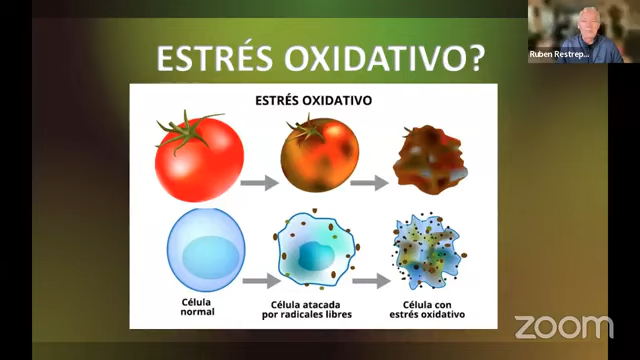 ESTRÉS OXIDATIVO?
Ruben Restrep...
ESTRÉS OXIDATIVO
Célula
normal
Célula atacada
por radicales libres
Célula con
estrés oxidativo
zoom